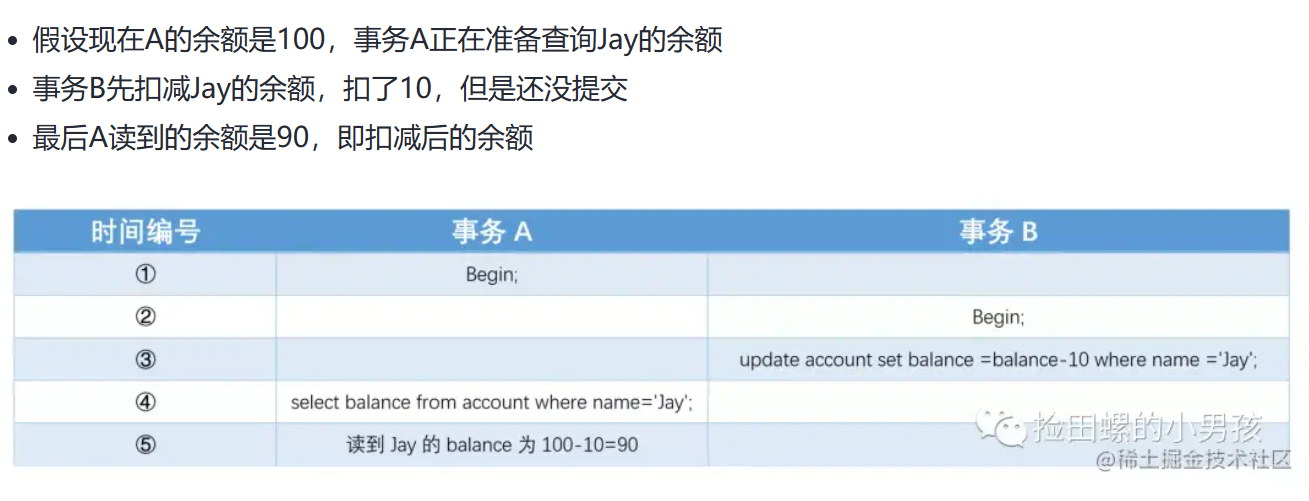 假设现在A的余额是100，事务A正在准备查询Jay的余额
事务B先扣减Jay的余额，扣了10，但是还没提交
最后A读到的余额是90，即扣减后的余额
时间编号 事务 A 事务 B
① Begin;
② Begin;
③ update account set balance =balance-10 where name ='Jay';
④ select balance from account where name='Jay';
⑤ 读到 Jay 的 balance 为 100-10=90
捡田螺的小男孩
@稀土掘金技术社区